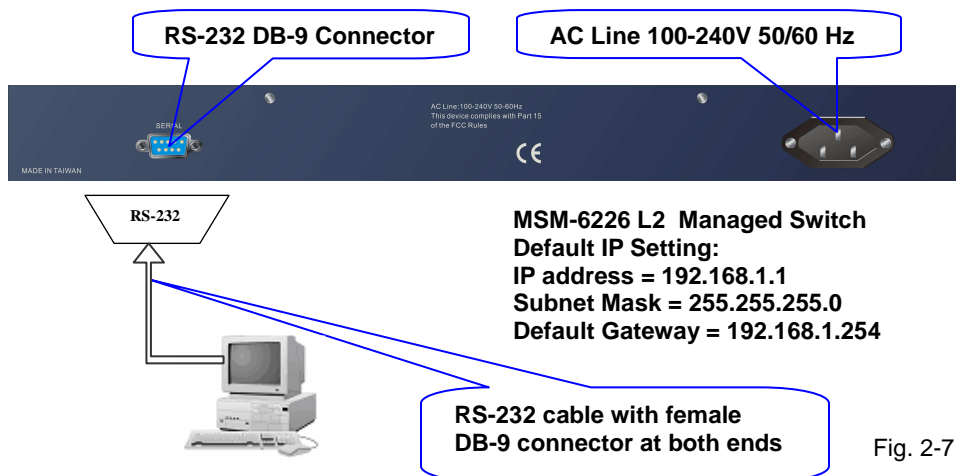 RS-232 DB-9 Connector
AC Line 100-240V 50/60 Hz
AC Line:100-240V 50-60Hz
This device complies with Part 15
of the FCC Rules
SERIAL
CE
MADE IN TAIWAN
RS-232
MSM-6226 L2 Managed Switch
Default IP Setting:
IP address = 192.168.1.1
Subnet Mask = 255.255.255.0
Default Gateway = 192.168.1.254
RS-232 cable with female
DB-9 connector at both ends
Fig. 2-7